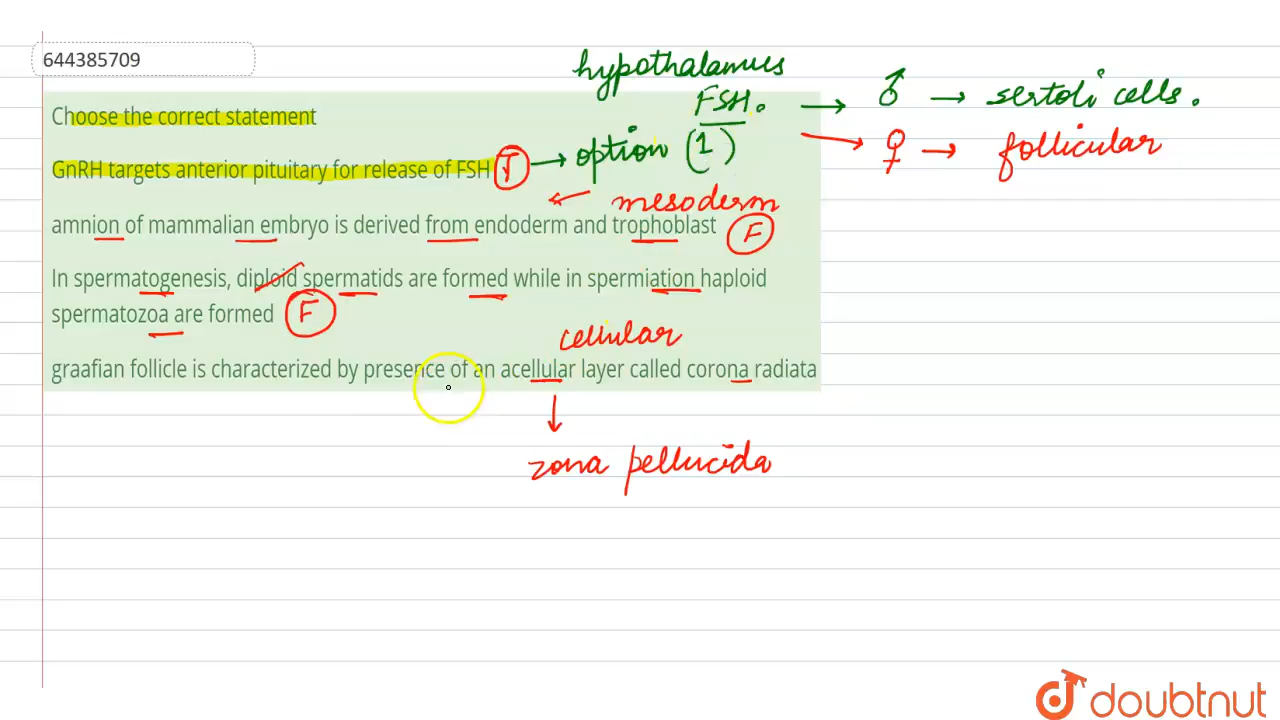 644385709
hypothalamus
FSH. → ♂ → sertoli cells.
Choose the correct statement
→ ♀ → follicular
GnRH targets anterior pituitary for release of FSH T → option (1)
← mesoderm
amnion of mammalian embryo is derived from endoderm and trophoblast F
In spermatogenesis, diploid spermatids are formed while in spermiation haploid
spermatozoa are formed F
cellular
graafian follicle is characterized by presence of an acellular layer called corona radiata
↓
zona pellucida
doubtnut